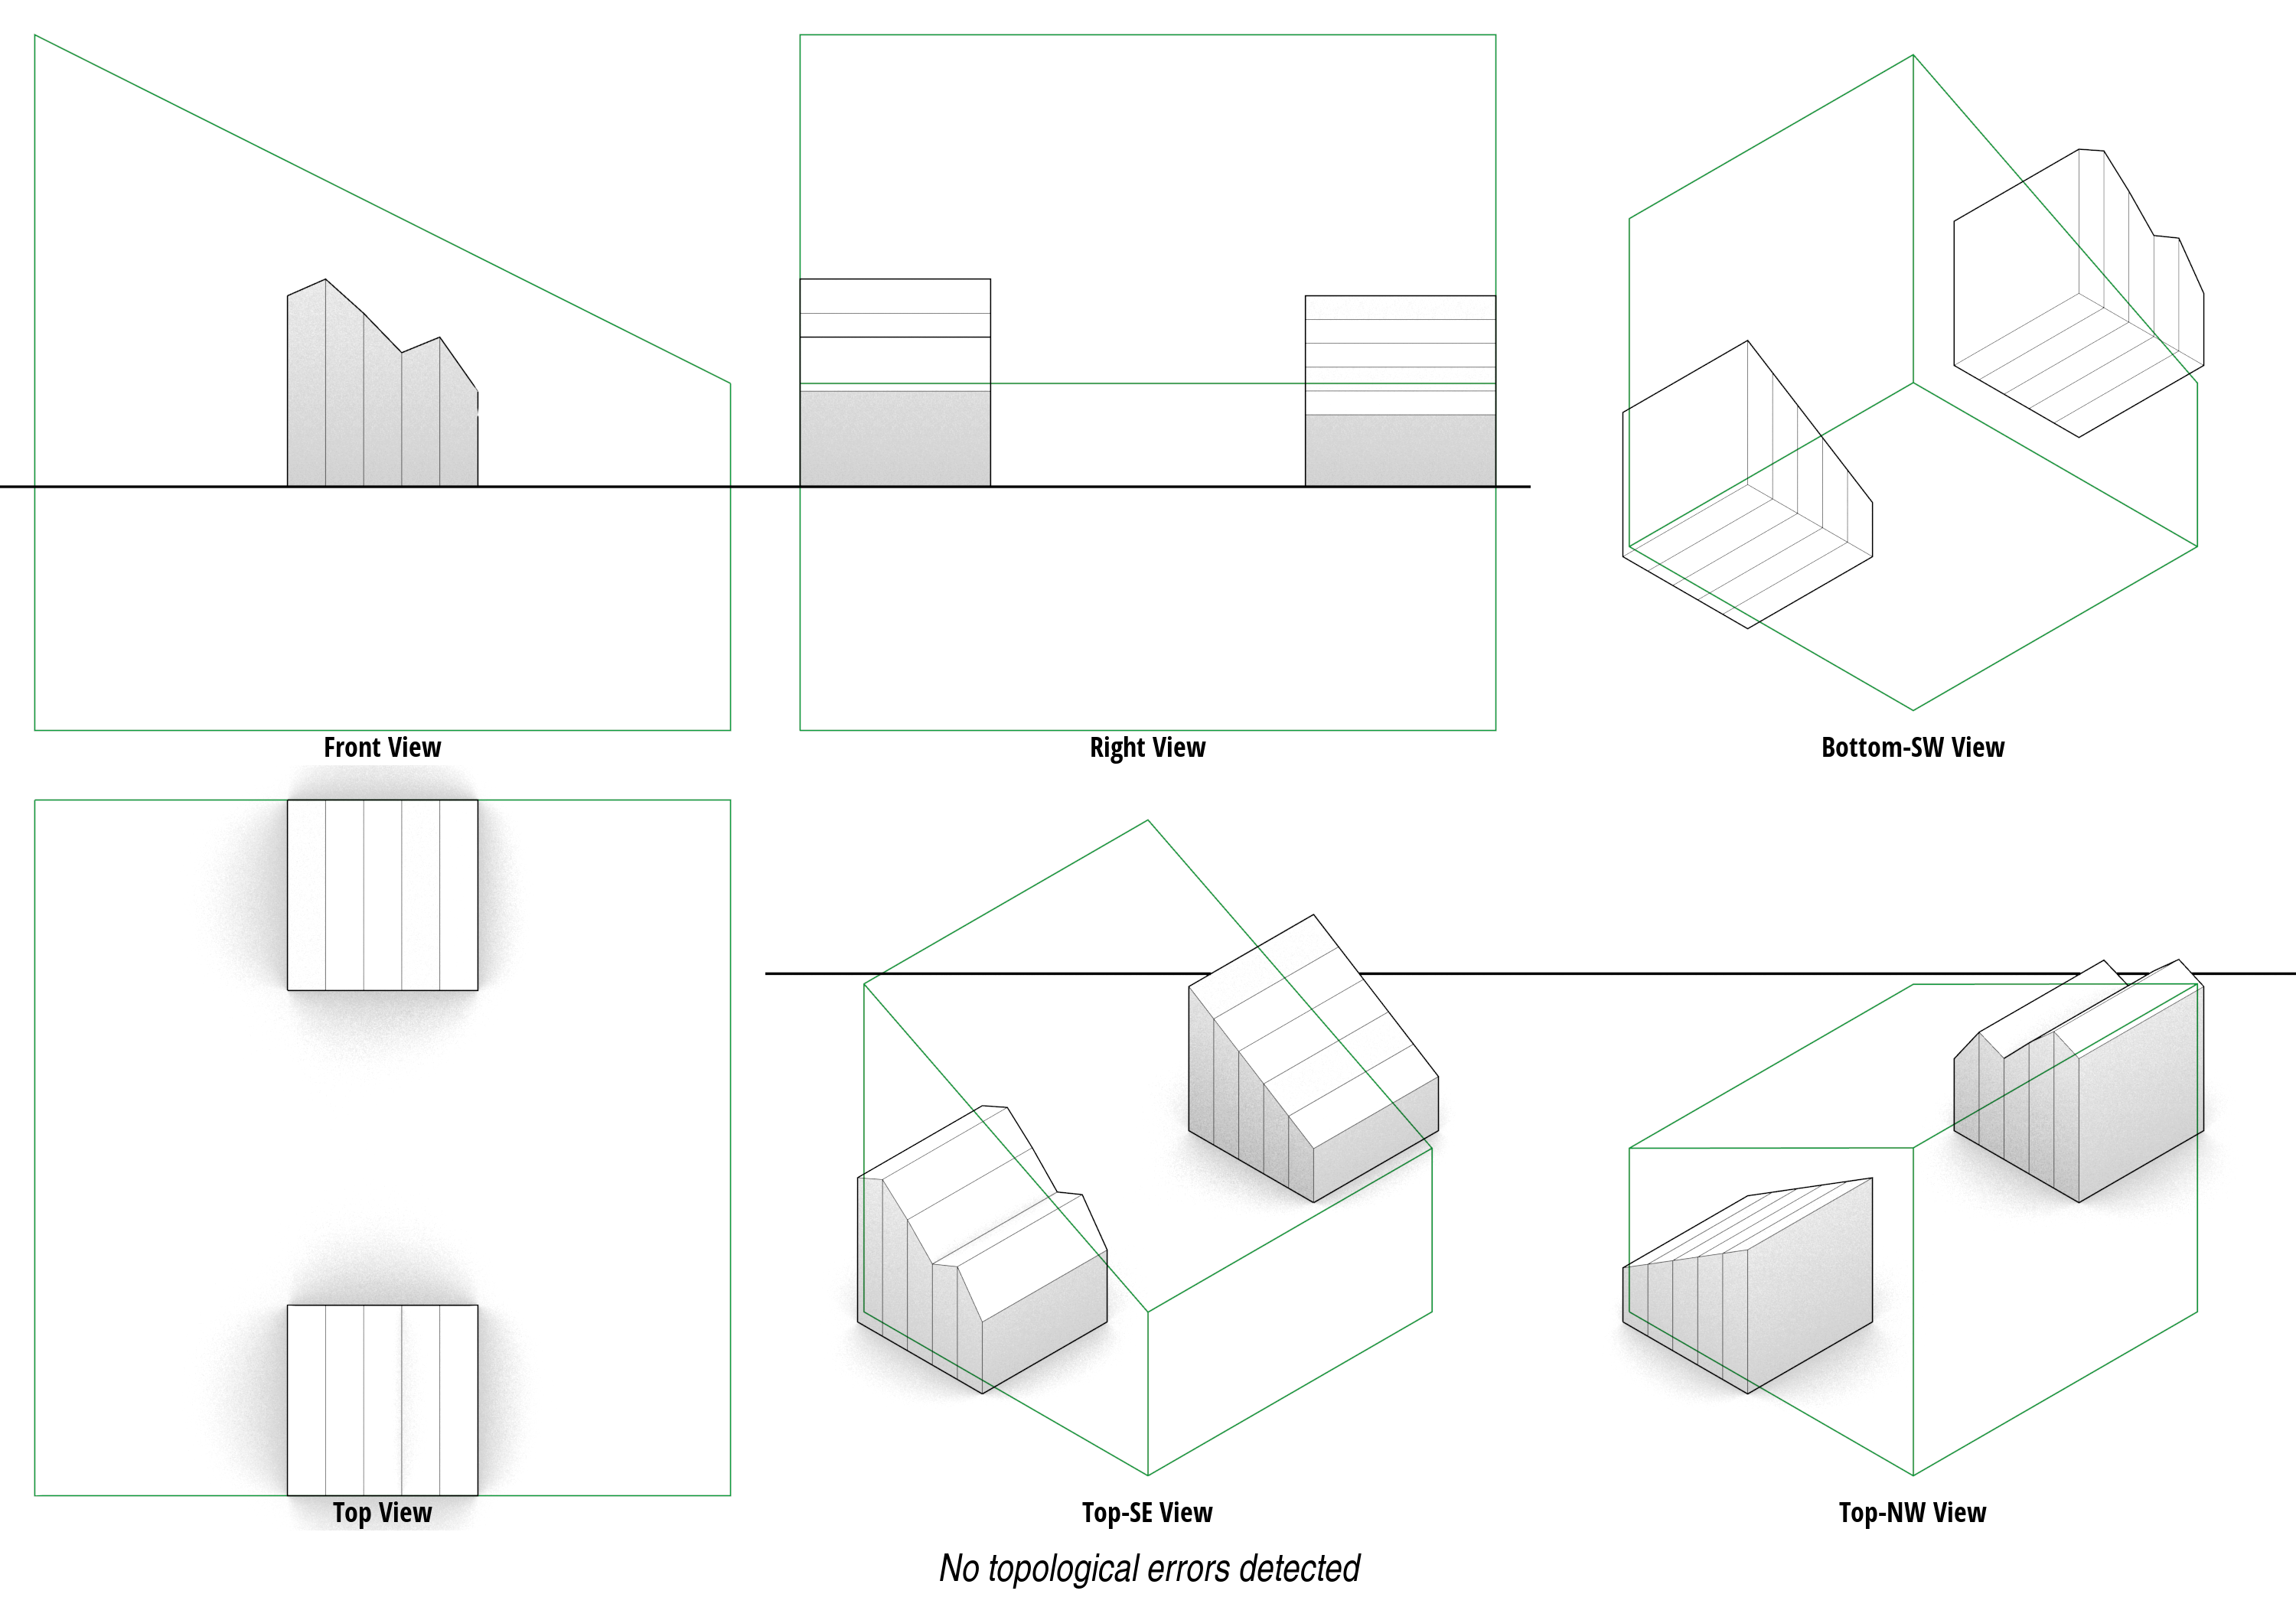 Front View
Right View
Bottom-SW View
Top View
Top-SE View
Top-NW View
No topological errors detected